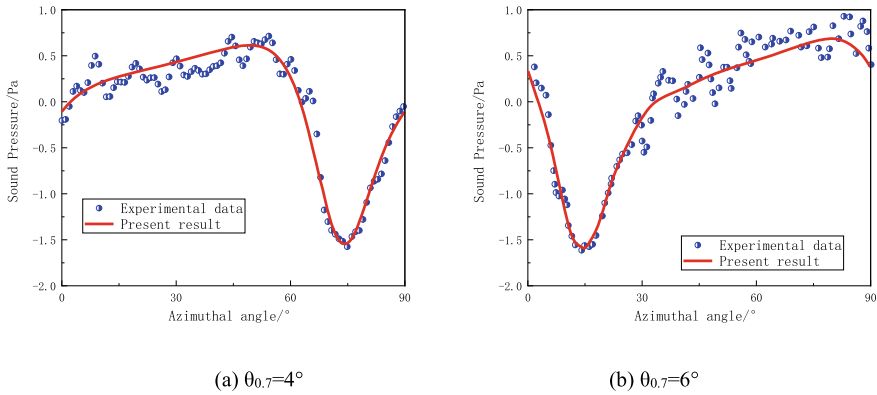 1.0
0.5
0.0
-0.5
-1.0
-1.5
-2.0
Sound Pressure/Pa
Experimental data
Present result
0 30 60 90
Azimuthal angle/°
(a) θ0.7=4°
1.0
0.5
0.0
-0.5
-1.0
-1.5
-2.0
Sound Pressure/Pa
Experimental data
Present result
0 30 60 90
Azimuthal angle/°
(b) θ0.7=6°